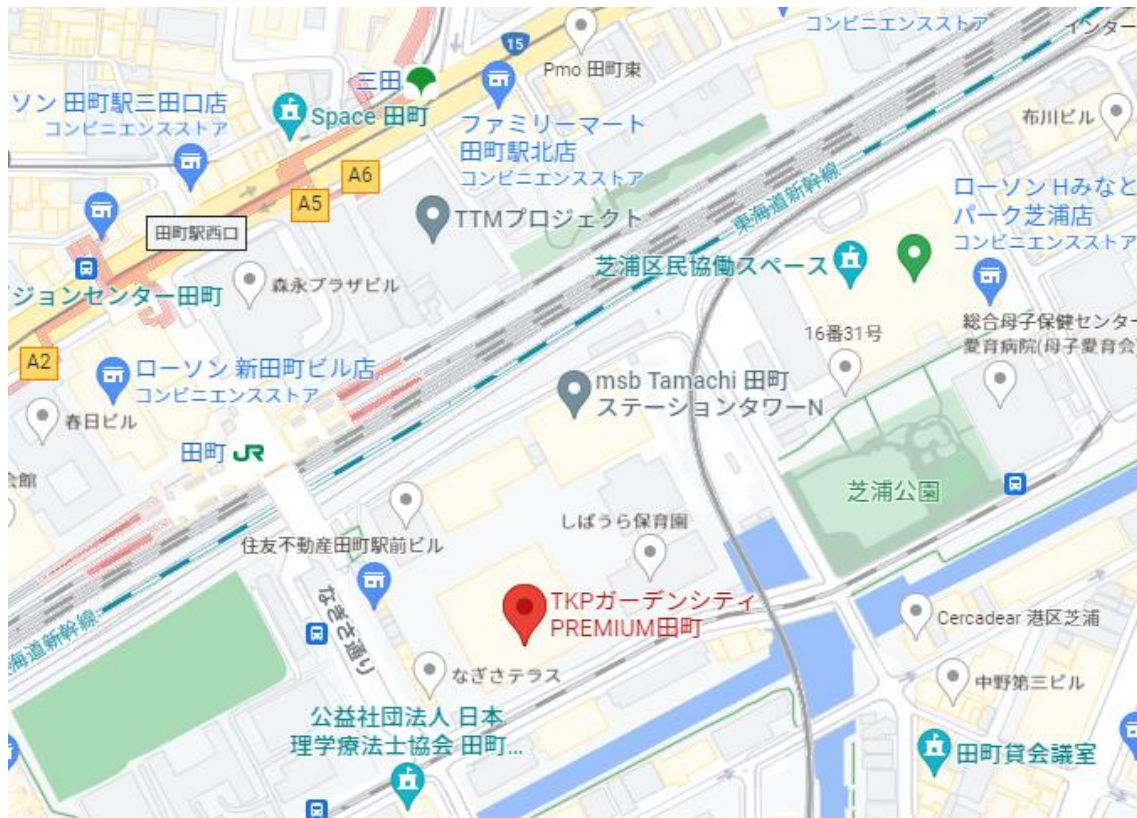 コンビニエンスストア
インター
15
Pmo 田町東
三田
ソン 田町駅三田口店
コンビニエンスストア
Space 田町
ファミリーマート
田町駅北店
コンビニエンスストア
布川ビル
A6
A5
TTMプロジェクト
東海道新幹線
ローソン Hみなと
パーク芝浦店
コンビニエンスストア
田町駅西口
芝浦区民協働スペース
森永プラザビル
ジョンセンター田町
16番31号
総合母子保健センター
愛育病院(母子愛育会
A2
ローソン 新田町ビル店
コンビニエンスストア
msb Tamachi 田町
ステーションタワーN
春日ビル
田町 JR
会館
芝浦公園
しばうら保育園
住友不動産田町駅前ビル
なぎさ通り
TKPガーデンシティ
PREMIUM田町
Cercadear 港区芝浦
海道新幹線
なぎさテラス
中野第三ビル
公益社団法人 日本
理学療法士協会 田町...
田町貸会議室